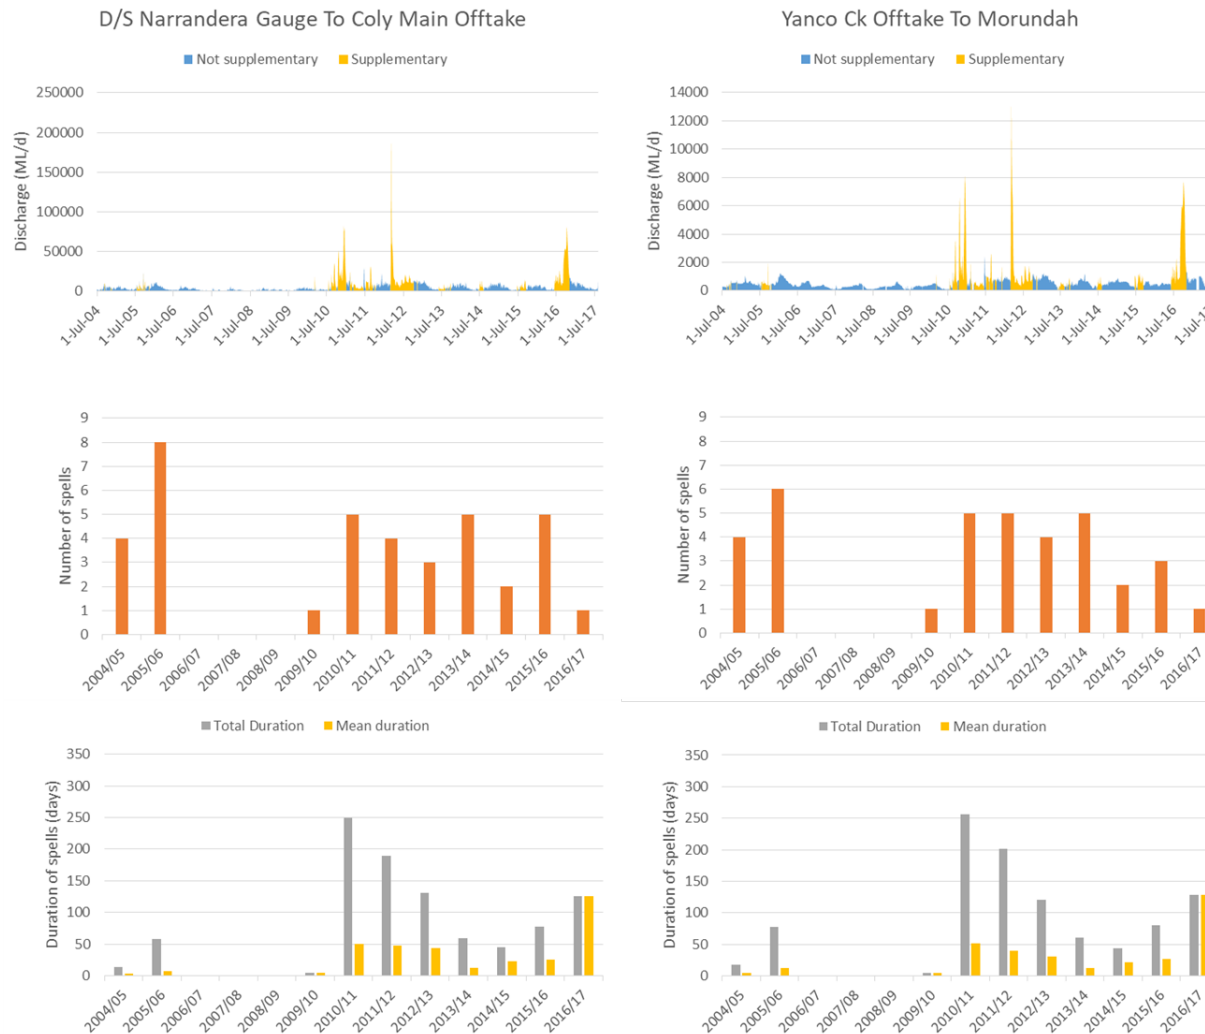 D/S Narrandera Gauge To Coly Main Offtake
Not supplementary Supplementary
Discharge (ML/d)
250000
200000
150000
100000
50000
0
1-Jul-04 1-Jul-05 1-Jul-06 1-Jul-07 1-Jul-08 1-Jul-09 1-Jul-10 1-Jul-11 1-Jul-12 1-Jul-13 1-Jul-14 1-Jul-15 1-Jul-16 1-Jul-17
Yanco Ck Offtake To Morundah
Not supplementary Supplementary
Discharge (ML/d)
14000
12000
10000
8000
6000
4000
2000
0
1-Jul-04 1-Jul-05 1-Jul-06 1-Jul-07 1-Jul-08 1-Jul-09 1-Jul-10 1-Jul-11 1-Jul-12 1-Jul-13 1-Jul-14 1-Jul-15 1-Jul-16
Number of spells
9
8
7
6
5
4
3
2
1
0
2004/05 2005/06 2006/07 2007/08 2008/09 2009/10 2010/11 2011/12 2012/13 2013/14 2014/15 2015/16 2016/17
Number of spells
9
8
7
6
5
4
3
2
1
0
2004/05 2005/06 2006/07 2007/08 2008/09 2009/10 2010/11 2011/12 2012/13 2013/14 2014/15 2015/16 2016/17
Total Duration Mean duration
Duration of spells (days)
350
300
250
200
150
100
50
0
2004/05 2005/06 2006/07 2007/08 2008/09 2009/10 2010/11 2011/12 2012/13 2013/14 2014/15 2015/16 2016/17
Total Duration Mean duration
Duration of spells (days)
350
300
250
200
150
100
50
0
2004/05 2005/06 2006/07 2007/08 2008/09 2009/10 2010/11 2011/12 2012/13 2013/14 2014/15 2015/16 2016/17